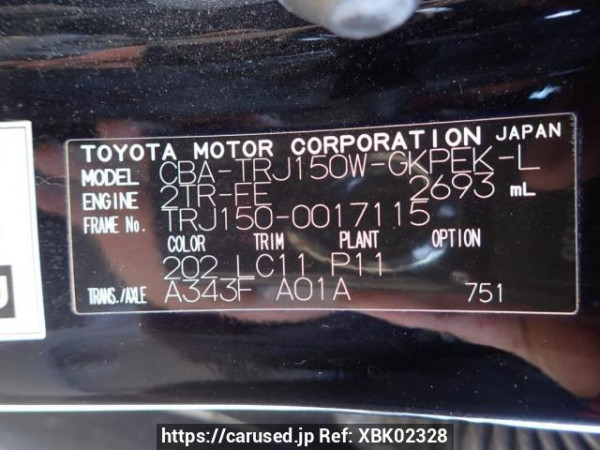 TOYOTA MOTOR CORPORATION JAPAN
MODEL CBA-TRJ150W-GKPEK-L
ENGINE 2TR-FE 2693 mL
FRAME No. TRJ150-0017115
COLOR TRIM PLANT OPTION
202 LC11 P11
TRANS./AXLE A343F A01A 751
https://carused.jp Ref: XBK02328